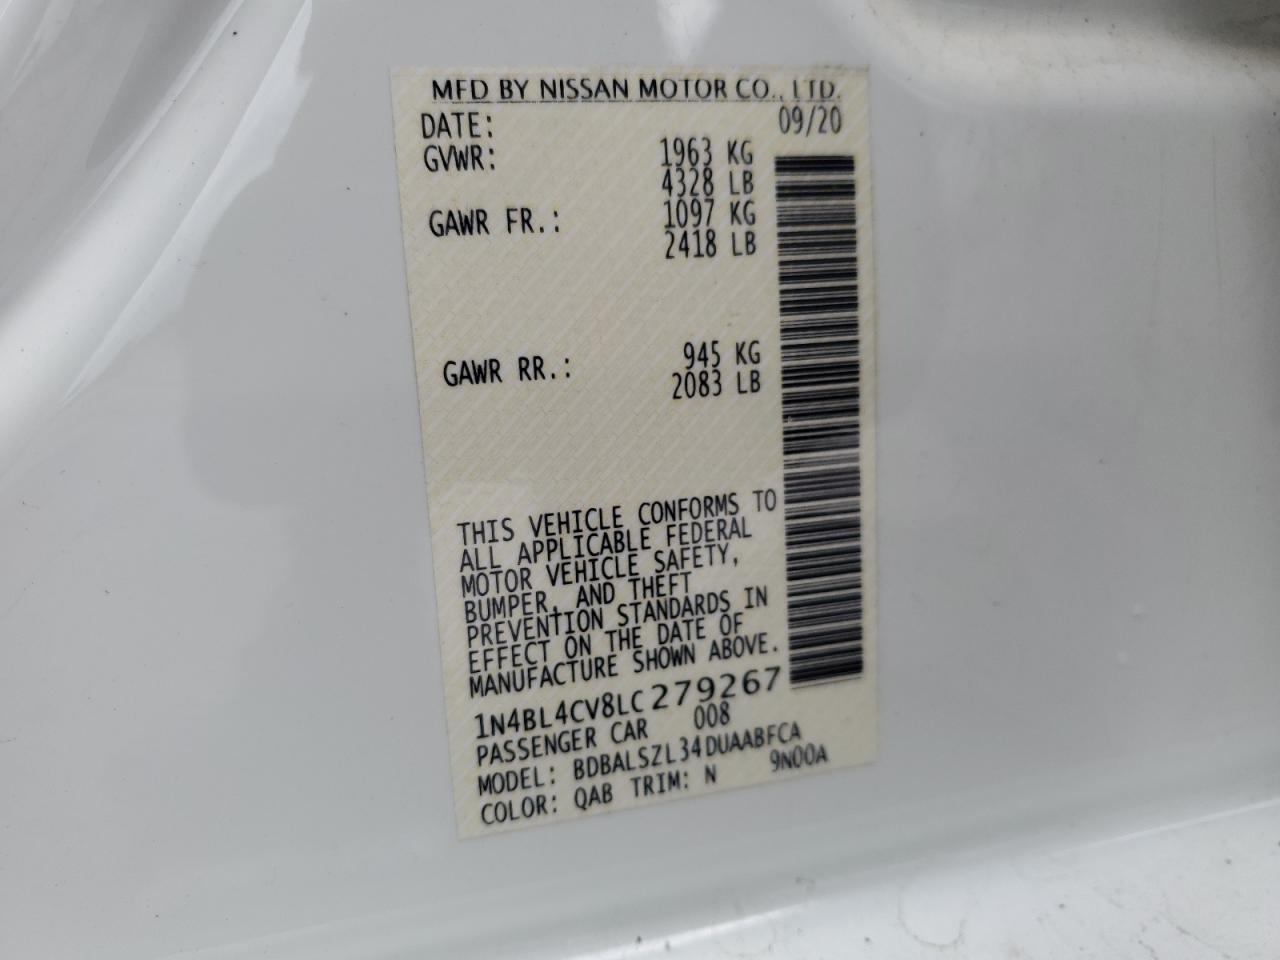 MFD BY NISSAN MOTOR CO., LTD.
DATE: 09/20
GVWR: 1963 KG
4328 LB
GAWR FR.: 1097 KG
2418 LB
GAWR RR.: 945 KG
2083 LB
THIS VEHICLE CONFORMS TO
ALL APPLICABLE FEDERAL
MOTOR VEHICLE SAFETY,
BUMPER, AND THEFT
PREVENTION STANDARDS IN
EFFECT ON THE DATE OF
MANUFACTURE SHOWN ABOVE.
1N4BL4CV8LC279267
PASSENGER CAR 008
MODEL: BDBALSZL34DUAABFCA
COLOR: QAB TRIM: N 9N00A